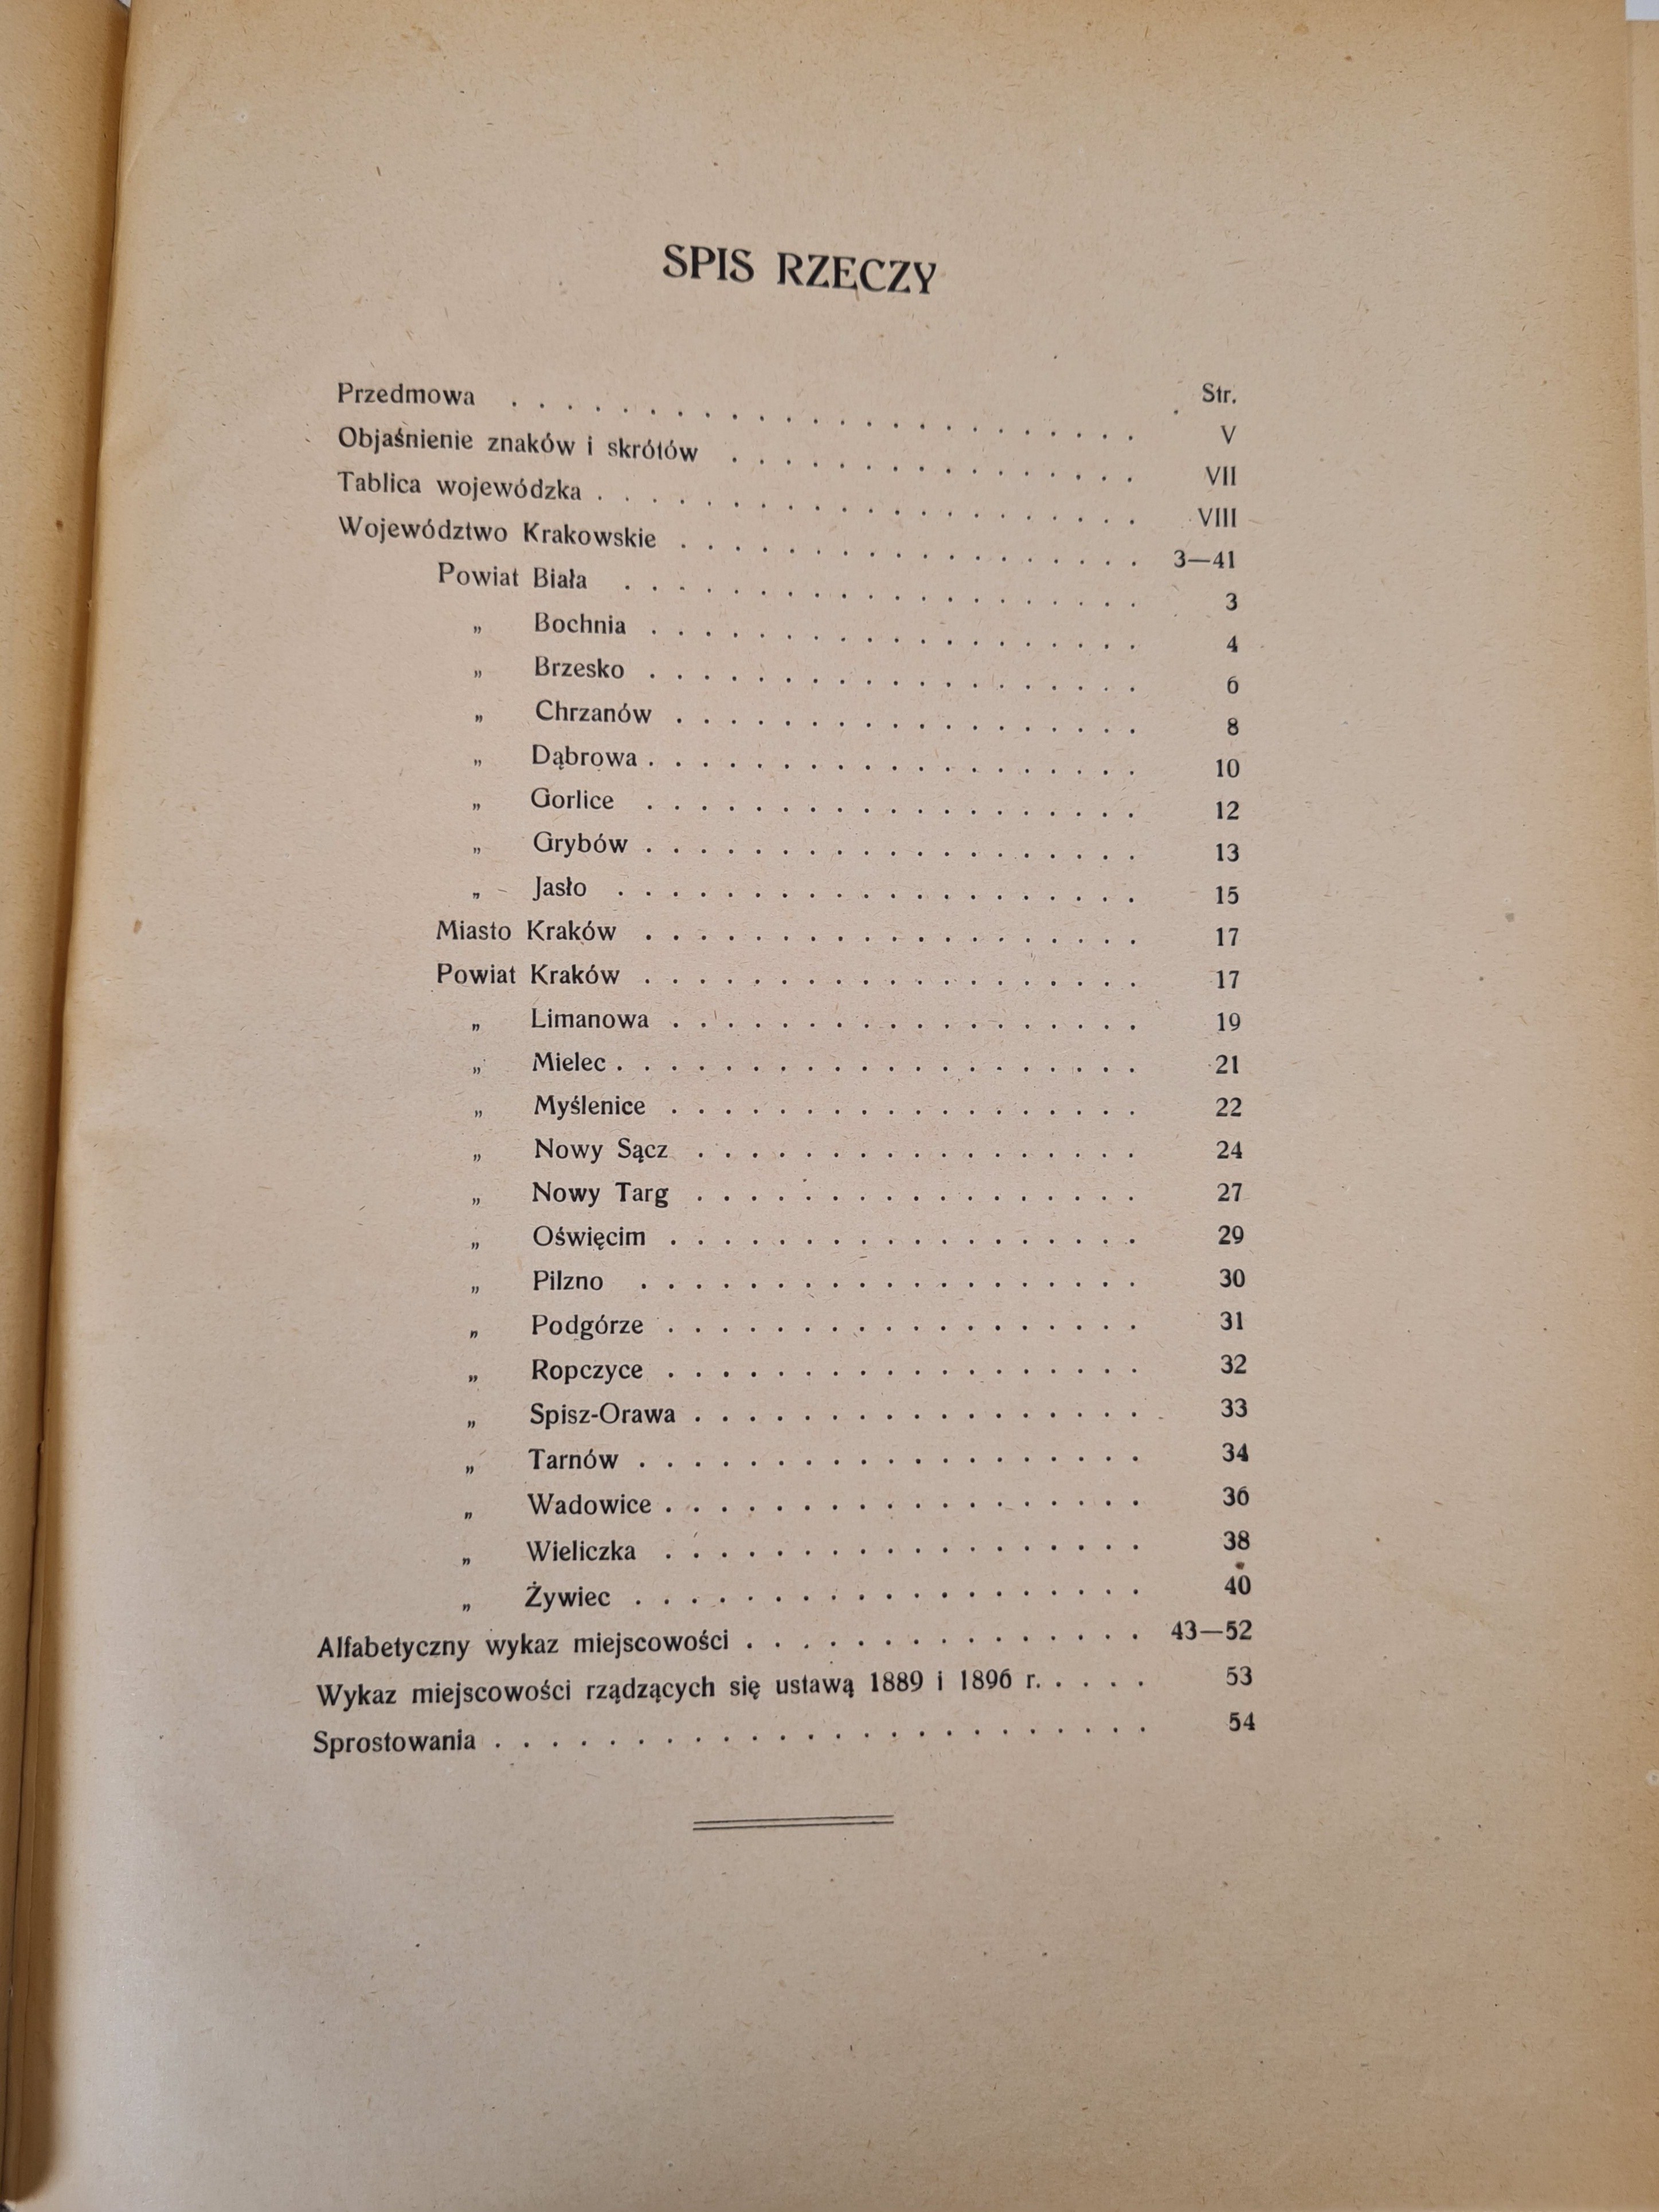 SPIS RZECZY
Str.
Przedmowa . . . . . . . . . . . . . . . . . . . . . . . V
Objaśnienie znaków i skrótów . . . . . . . . . . . . . . . VII
Tablica wojewódzka . . . . . . . . . . . . . . . . . . . . VIII
Województwo Krakowskie . . . . . . . . . . . . . . . . . 3—41
Powiat Biała . . . . . . . . . . . . . . . . . . . 3
„ Bochnia . . . . . . . . . . . . . . . . . . 4
„ Brzesko . . . . . . . . . . . . . . . . . . 6
„ Chrzanów . . . . . . . . . . . . . . . . . 8
„ Dąbrowa . . . . . . . . . . . . . . . . . . 10
„ Gorlice . . . . . . . . . . . . . . . . . . 12
„ Grybów . . . . . . . . . . . . . . . . . . 13
„ Jasło . . . . . . . . . . . . . . . . . . . 15
Miasto Kraków . . . . . . . . . . . . . . . . . . 17
Powiat Kraków . . . . . . . . . . . . . . . . . . 17
„ Limanowa . . . . . . . . . . . . . . . . . 19
„ Mielec . . . . . . . . . . . . . . . . . . . 21
„ Myślenice . . . . . . . . . . . . . . . . . 22
„ Nowy Sącz . . . . . . . . . . . . . . . . 24
„ Nowy Targ . . . . . . . . . . . . . . . . 27
„ Oświęcim . . . . . . . . . . . . . . . . . 29
„ Pilzno . . . . . . . . . . . . . . . . . . 30
„ Podgórze . . . . . . . . . . . . . . . . . 31
„ Ropczyce . . . . . . . . . . . . . . . . . 32
„ Spisz-Orawa . . . . . . . . . . . . . . . . 33
„ Tarnów . . . . . . . . . . . . . . . . . . 34
„ Wadowice . . . . . . . . . . . . . . . . . 36
„ Wieliczka . . . . . . . . . . . . . . . . . 38
„ Żywiec . . . . . . . . . . . . . . . . . . 40
Alfabetyczny wykaz miejscowości . . . . . . . . . . . . . . 43—52
Wykaz miejscowości rządzących się ustawą 1889 i 1896 r. . . . . 53
Sprostowania . . . . . . . . . . . . . . . . . . . . . . . 54